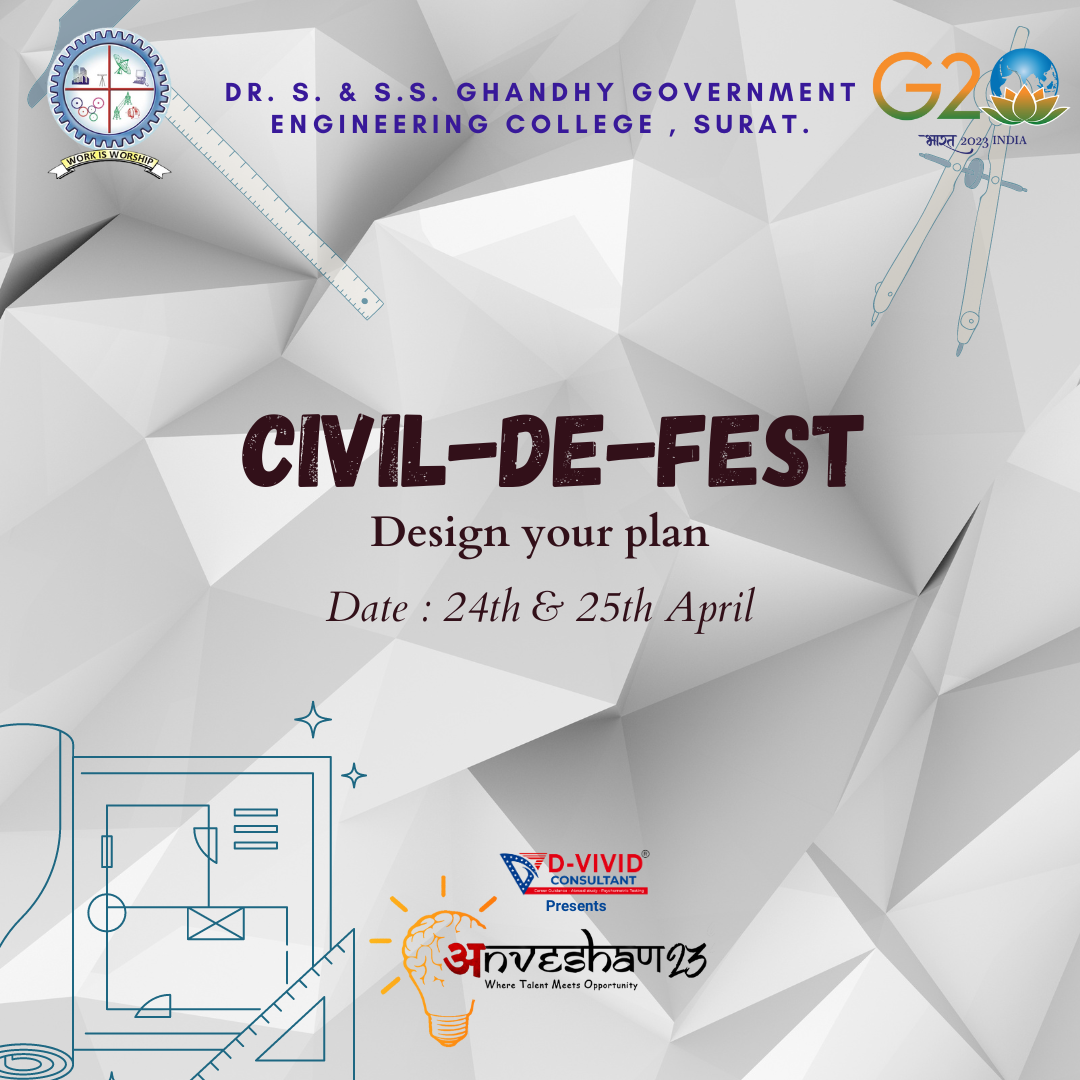 DR. S. & S.S. GHANDHY GOVERNMENT
ENGINEERING COLLEGE , SURAT.
WORK IS WORSHIP
G20
भारत 2023 INDIA
CIVIL-DE-FEST
Design your plan
Date : 24th & 25th April
D-VIVID®
CONSULTANT
Presents
अnveshaण23
Where Talent Meets Opportunity